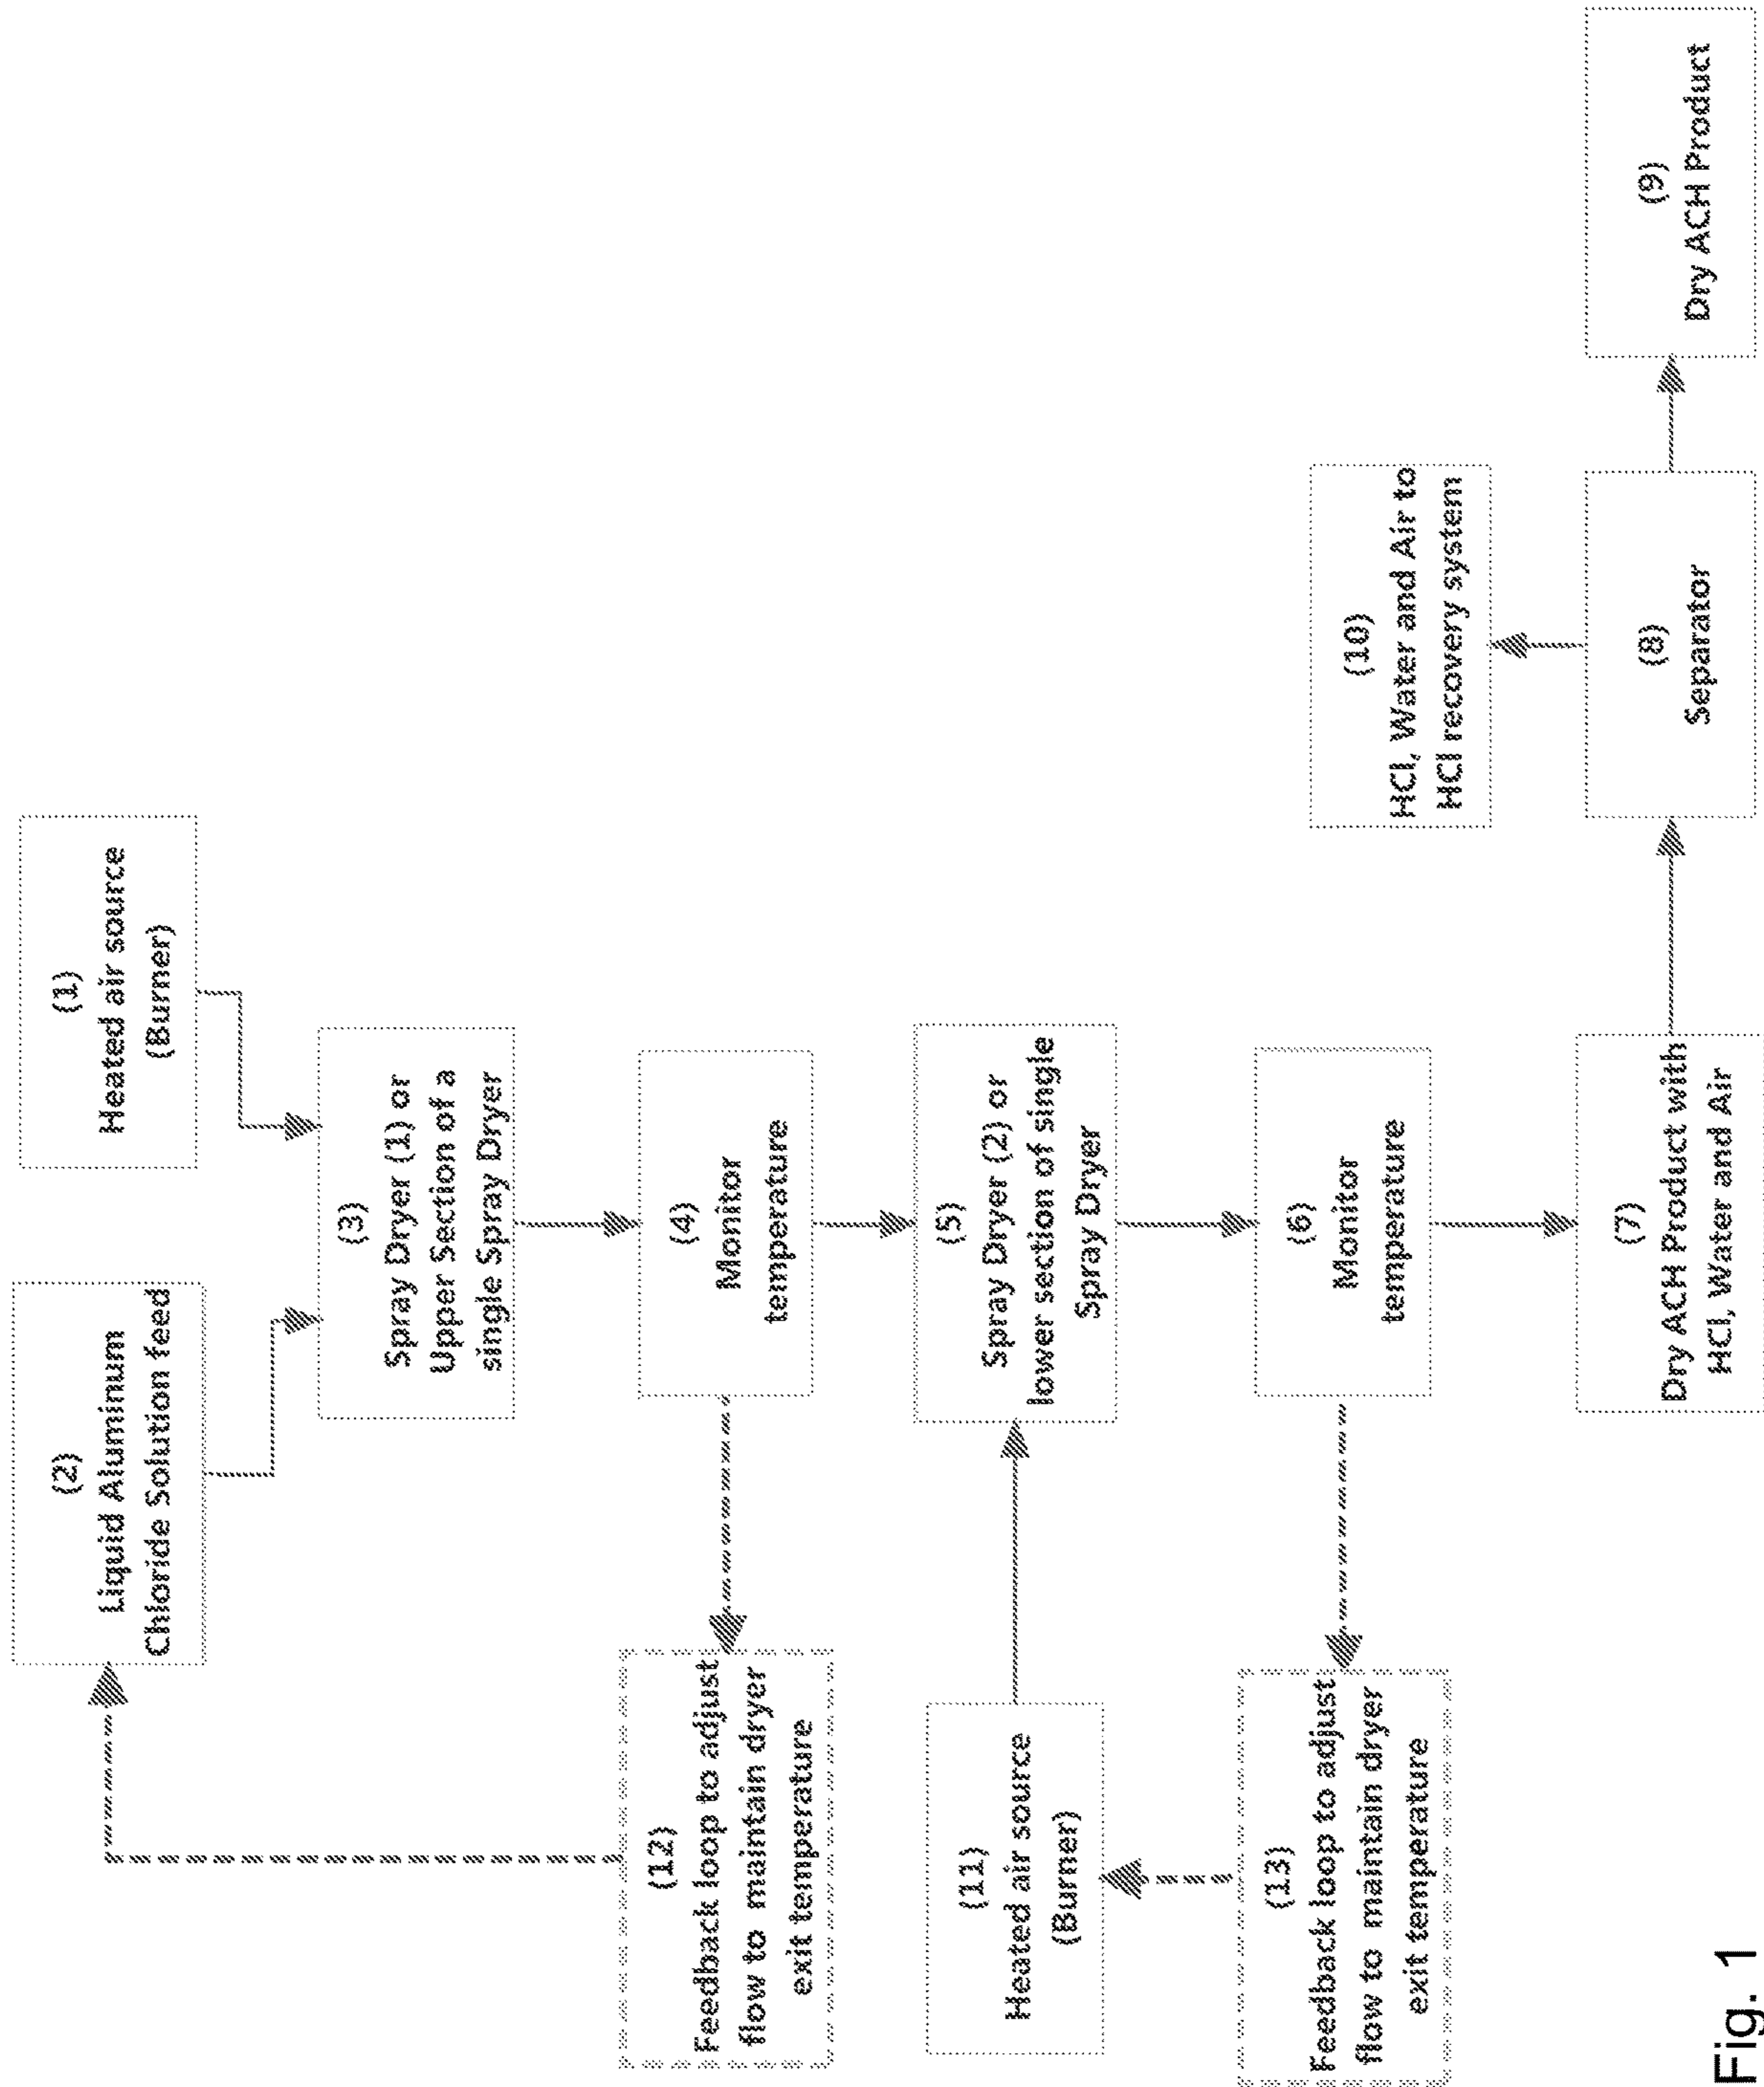 (1)
Heated air source
(Burner)
(2)
Liquid Aluminum
Chloride Solution feed
(3)
Spray Dryer (1) or
Upper Section of a
single Spray Dryer
(4)
Monitor
temperature
(12)
Feedback loop to adjust
flow to maintain dryer
exit temperature
(5)
Spray Dryer (2) or
lower section of single
Spray Dryer
(11)
Heated air source
(Burner)
(6)
Monitor
temperature
(13)
Feedback loop to adjust
flow to maintain dryer
exit temperature
(7)
Dry ACH Product with
HCl, Water and Air
(8)
Separator
(10)
HCl, Water and Air to
HCl recovery system
(9)
Dry ACH Product
Fig. 1